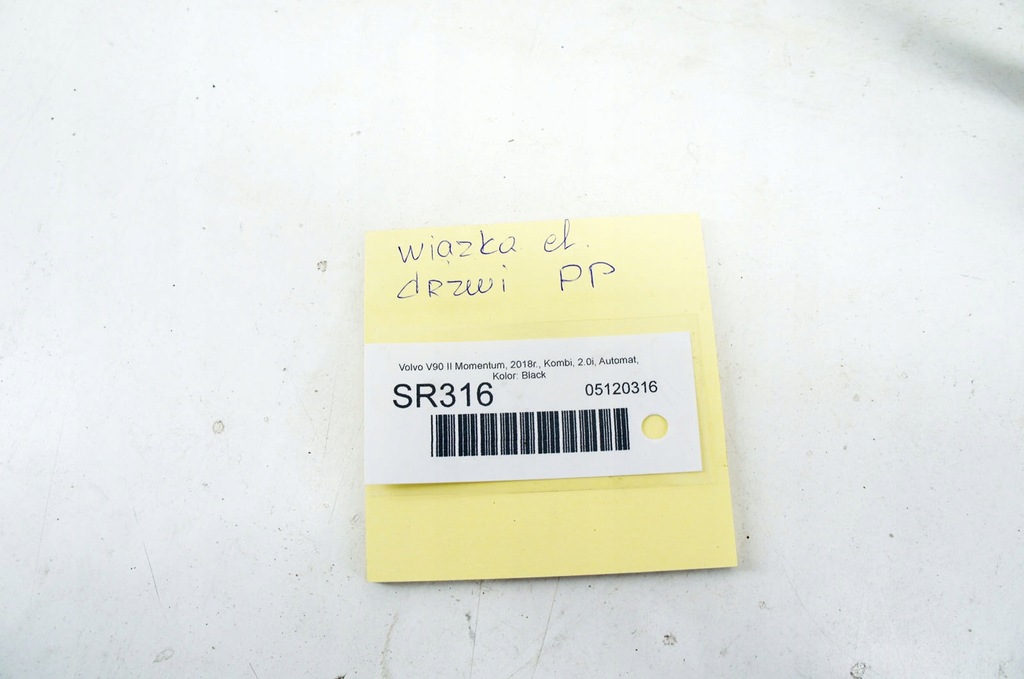 wiązka el.
drzwi PP
Volvo V90 II Momentum, 2018r., Kombi, 2.0i, Automat,
Kolor: Black
SR316 05120316